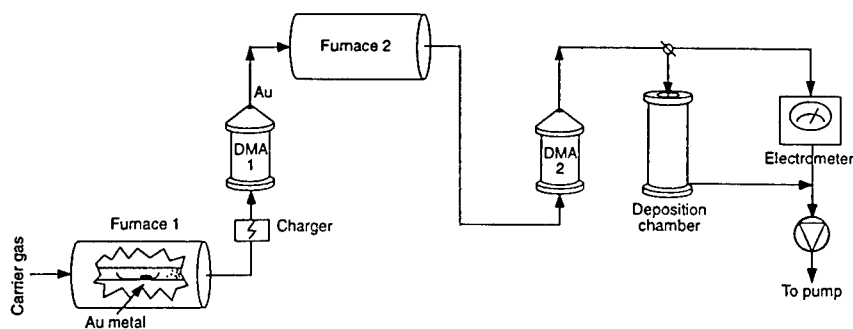 Furnace 2
Au
DMA
1
DMA
2
Electrometer
Deposition
chamber
Furnace 1
Charger
Carrier gas
Au metal
To pump